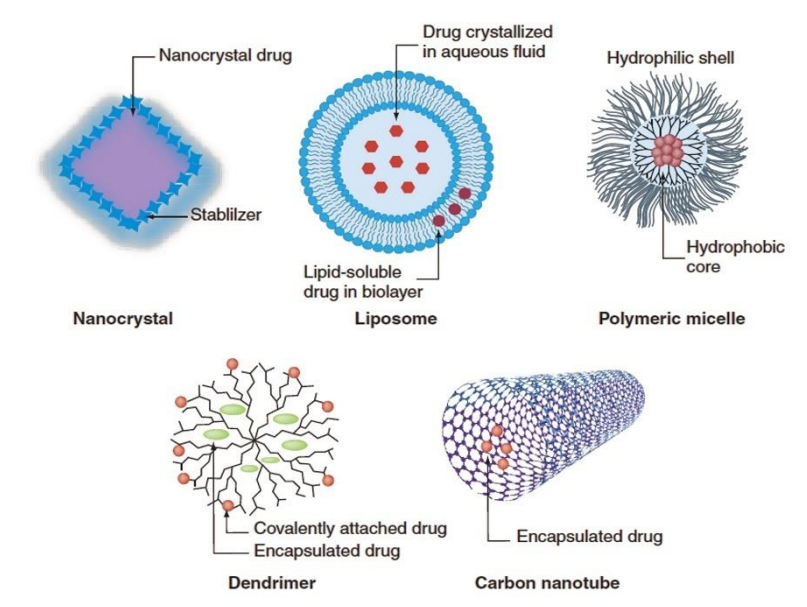 Nanocrystal drug
Stablilzer
Nanocrystal
Drug crystallized
in aqueous fluid
Lipid-soluble
drug in biolayer
Liposome
Hydrophilic shell
Hydrophobic
core
Polymeric micelle
Covalently attached drug
Encapsulated drug
Dendrimer
Encapsulated drug
Carbon nanotube